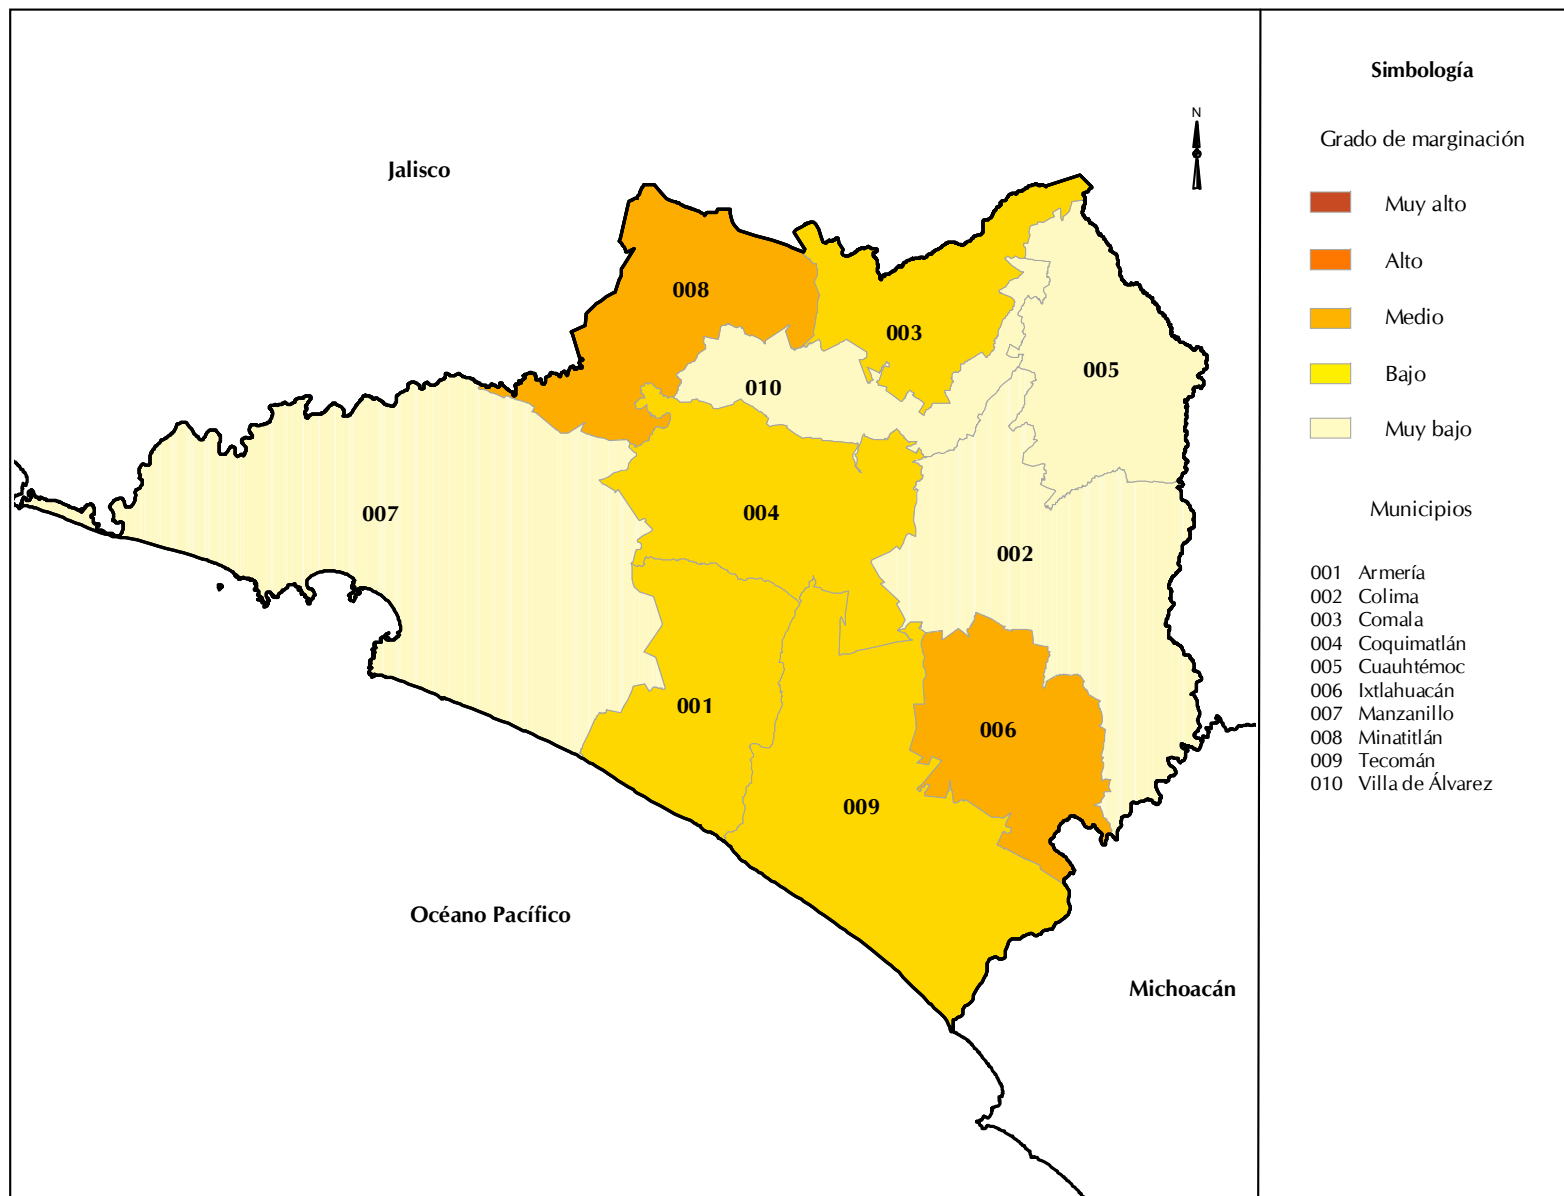 Simbología
N
Grado de marginación
Jalisco
Muy alto
Alto
008
Medio
003
005
Bajo
010
Muy bajo
007
004
Municipios
002
001 Armería
002 Colima
003 Comala
004 Coquimatlán
005 Cuauhtémoc
006 Ixtlahuacán
007 Manzanillo
008 Minatitlán
009 Tecomán
010 Villa de Álvarez
001
006
009
Océano Pacífico
Michoacán